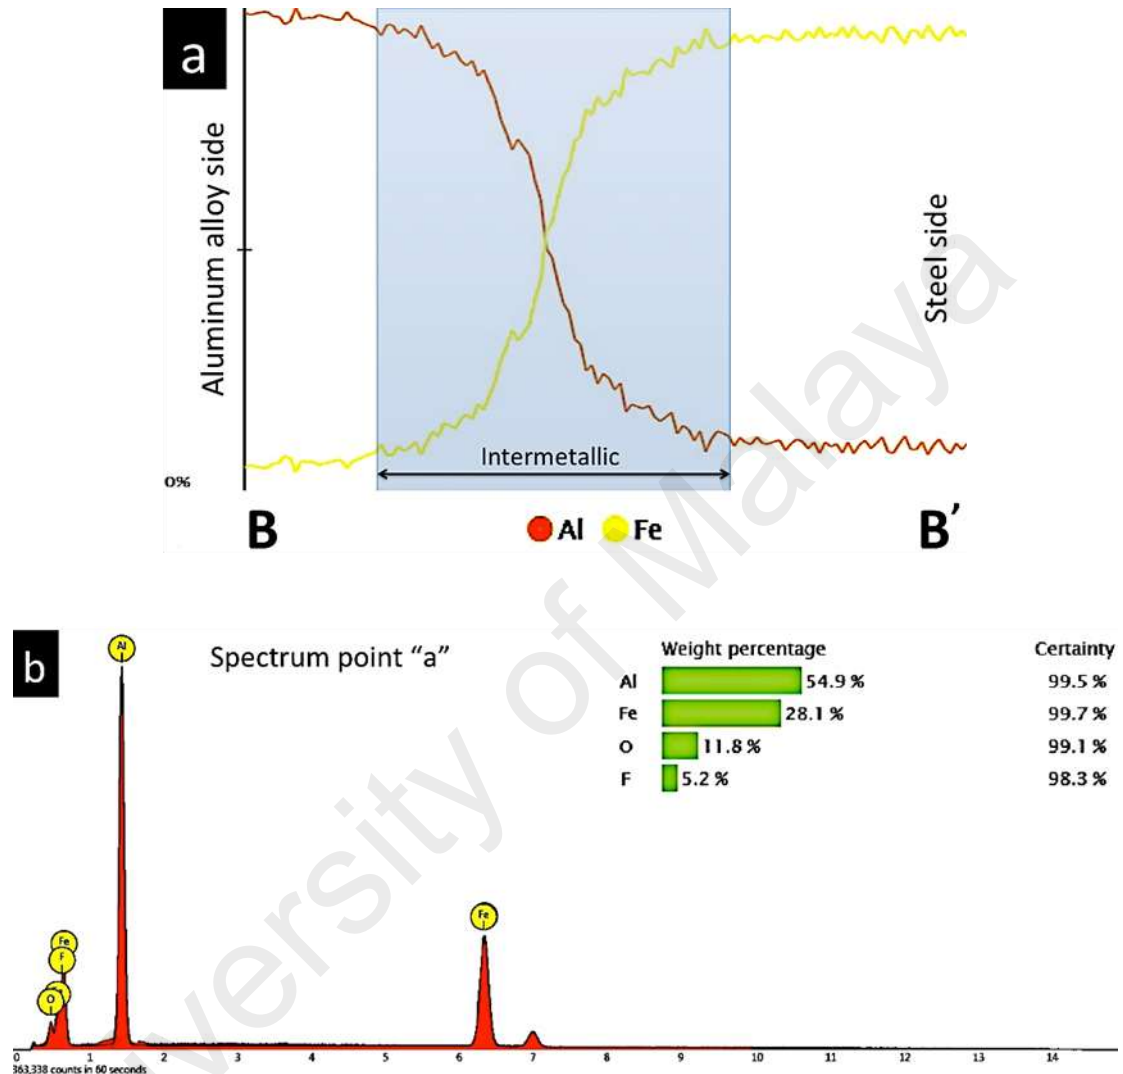 a
Aluminum alloy side
Steel side
Intermetallic
0%
B
Al
Fe
B’
University of Malaya
b
Spectrum point “a”
Weight percentage Certainty
Al 54.9 % 99.5 %
Fe 28.1 % 99.7 %
O 11.8 % 99.1 %
F 5.2 % 98.3 %
Al
Fe
F
O
Fe
0 1 2 3 4 5 6 7 8 9 10 11 12 13 14
363,338 counts in 60 seconds